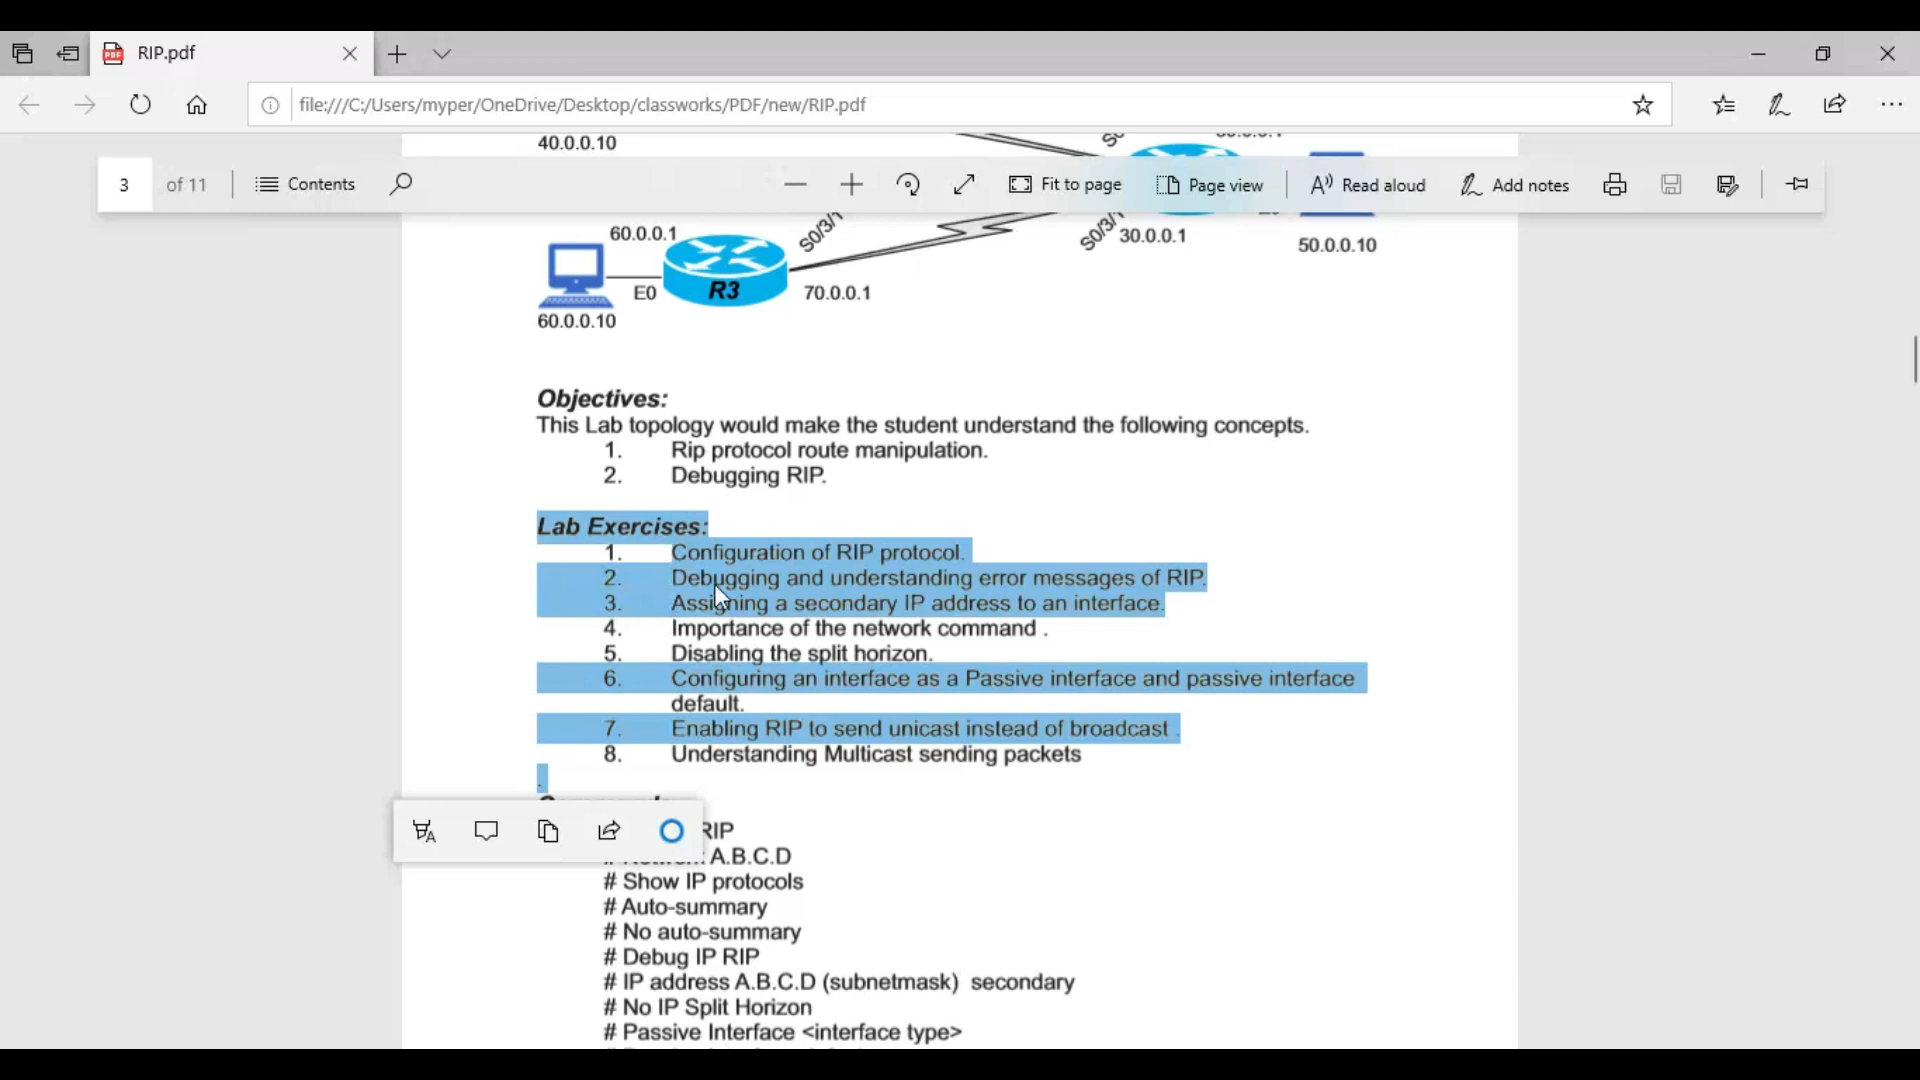 RIP.pdf
file:///C:/Users/myper/OneDrive/Desktop/classworks/PDF/new/RIP.pdf
40.0.0.10
3 of 11 Contents Fit to page Page view Read aloud Add notes
60.0.0.1 S0/3/1 S0/3/1 30.0.0.1 50.0.0.10
E0 R3 70.0.0.1
60.0.0.10
Objectives:
This Lab topology would make the student understand the following concepts.
1. Rip protocol route manipulation.
2. Debugging RIP.
Lab Exercises:
1. Configuration of RIP protocol.
2. Debugging and understanding error messages of RIP.
3. Assigning a secondary IP address to an interface.
4. Importance of the network command .
5. Disabling the split horizon.
6. Configuring an interface as a Passive interface and passive interface
default.
7. Enabling RIP to send unicast instead of broadcast .
8. Understanding Multicast sending packets
.
RIP
A.B.C.D
# Show IP protocols
# Auto-summary
# No auto-summary
# Debug IP RIP
# IP address A.B.C.D (subnetmask) secondary
# No IP Split Horizon
# Passive Interface <interface type>